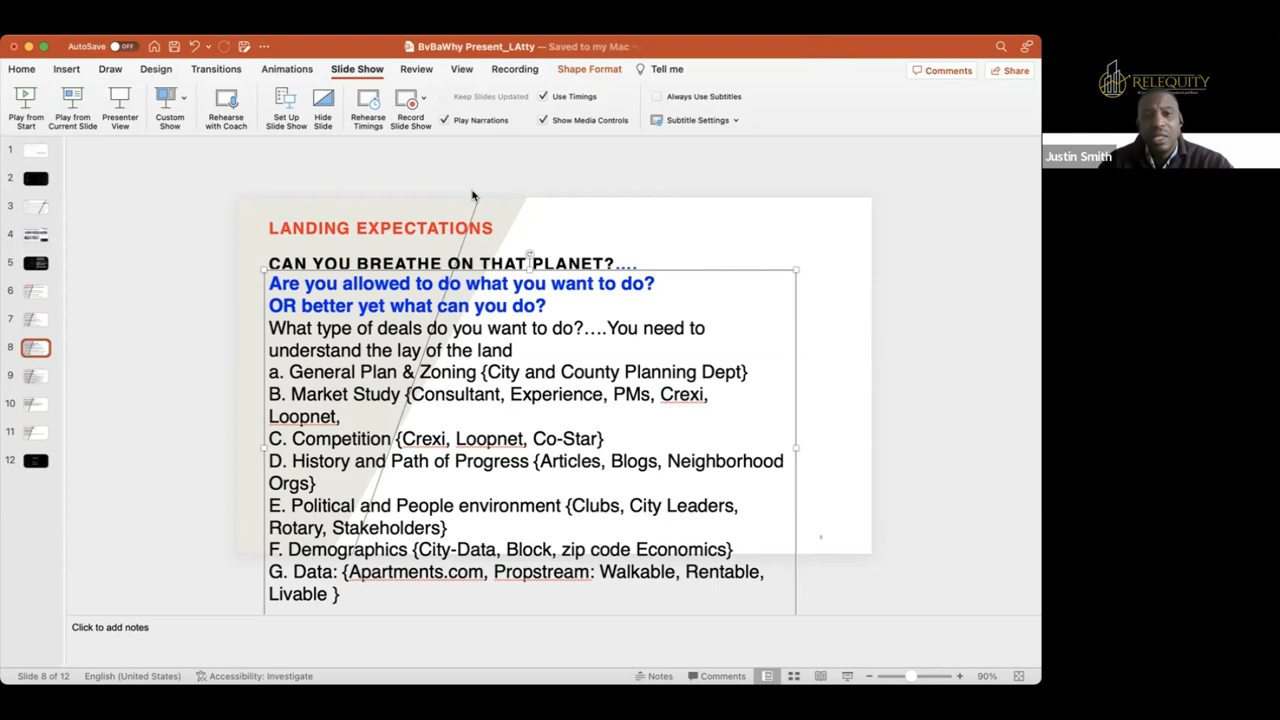 AutoSave OFF
BvBaWhy Present_LAtty — Saved to my Mac
Home Insert Draw Design Transitions Animations Slide Show Review View Recording Shape Format Tell me
Comments Share
Play from Start
Play from Current Slide
Presenter View
Custom Show
Rehearse with Coach
Set Up Slide Show
Hide Slide
Rehearse Timings
Record Slide Show
Keep Slides Updated
Use Timings
Play Narrations
Show Media Controls
Always Use Subtitles
Subtitle Settings
RELEQUITY
Justin Smith
1
2
3
4
5
6
7
8
9
10
11
12
LANDING EXPECTATIONS
CAN YOU BREATHE ON THAT PLANET?....
Are you allowed to do what you want to do?
OR better yet what can you do?
What type of deals do you want to do?....You need to
understand the lay of the land
a. General Plan & Zoning {City and County Planning Dept}
B. Market Study {Consultant, Experience, PMs, Crexi,
Loopnet,
C. Competition {Crexi, Loopnet, Co-Star}
D. History and Path of Progress {Articles, Blogs, Neighborhood
Orgs}
E. Political and People environment {Clubs, City Leaders,
Rotary, Stakeholders}
F. Demographics {City-Data, Block, zip code Economics}
G. Data: {Apartments.com, Propstream: Walkable, Rentable,
Livable }
8
Click to add notes
Slide 8 of 12 English (United States) Accessibility: Investigate
Notes Comments 90%